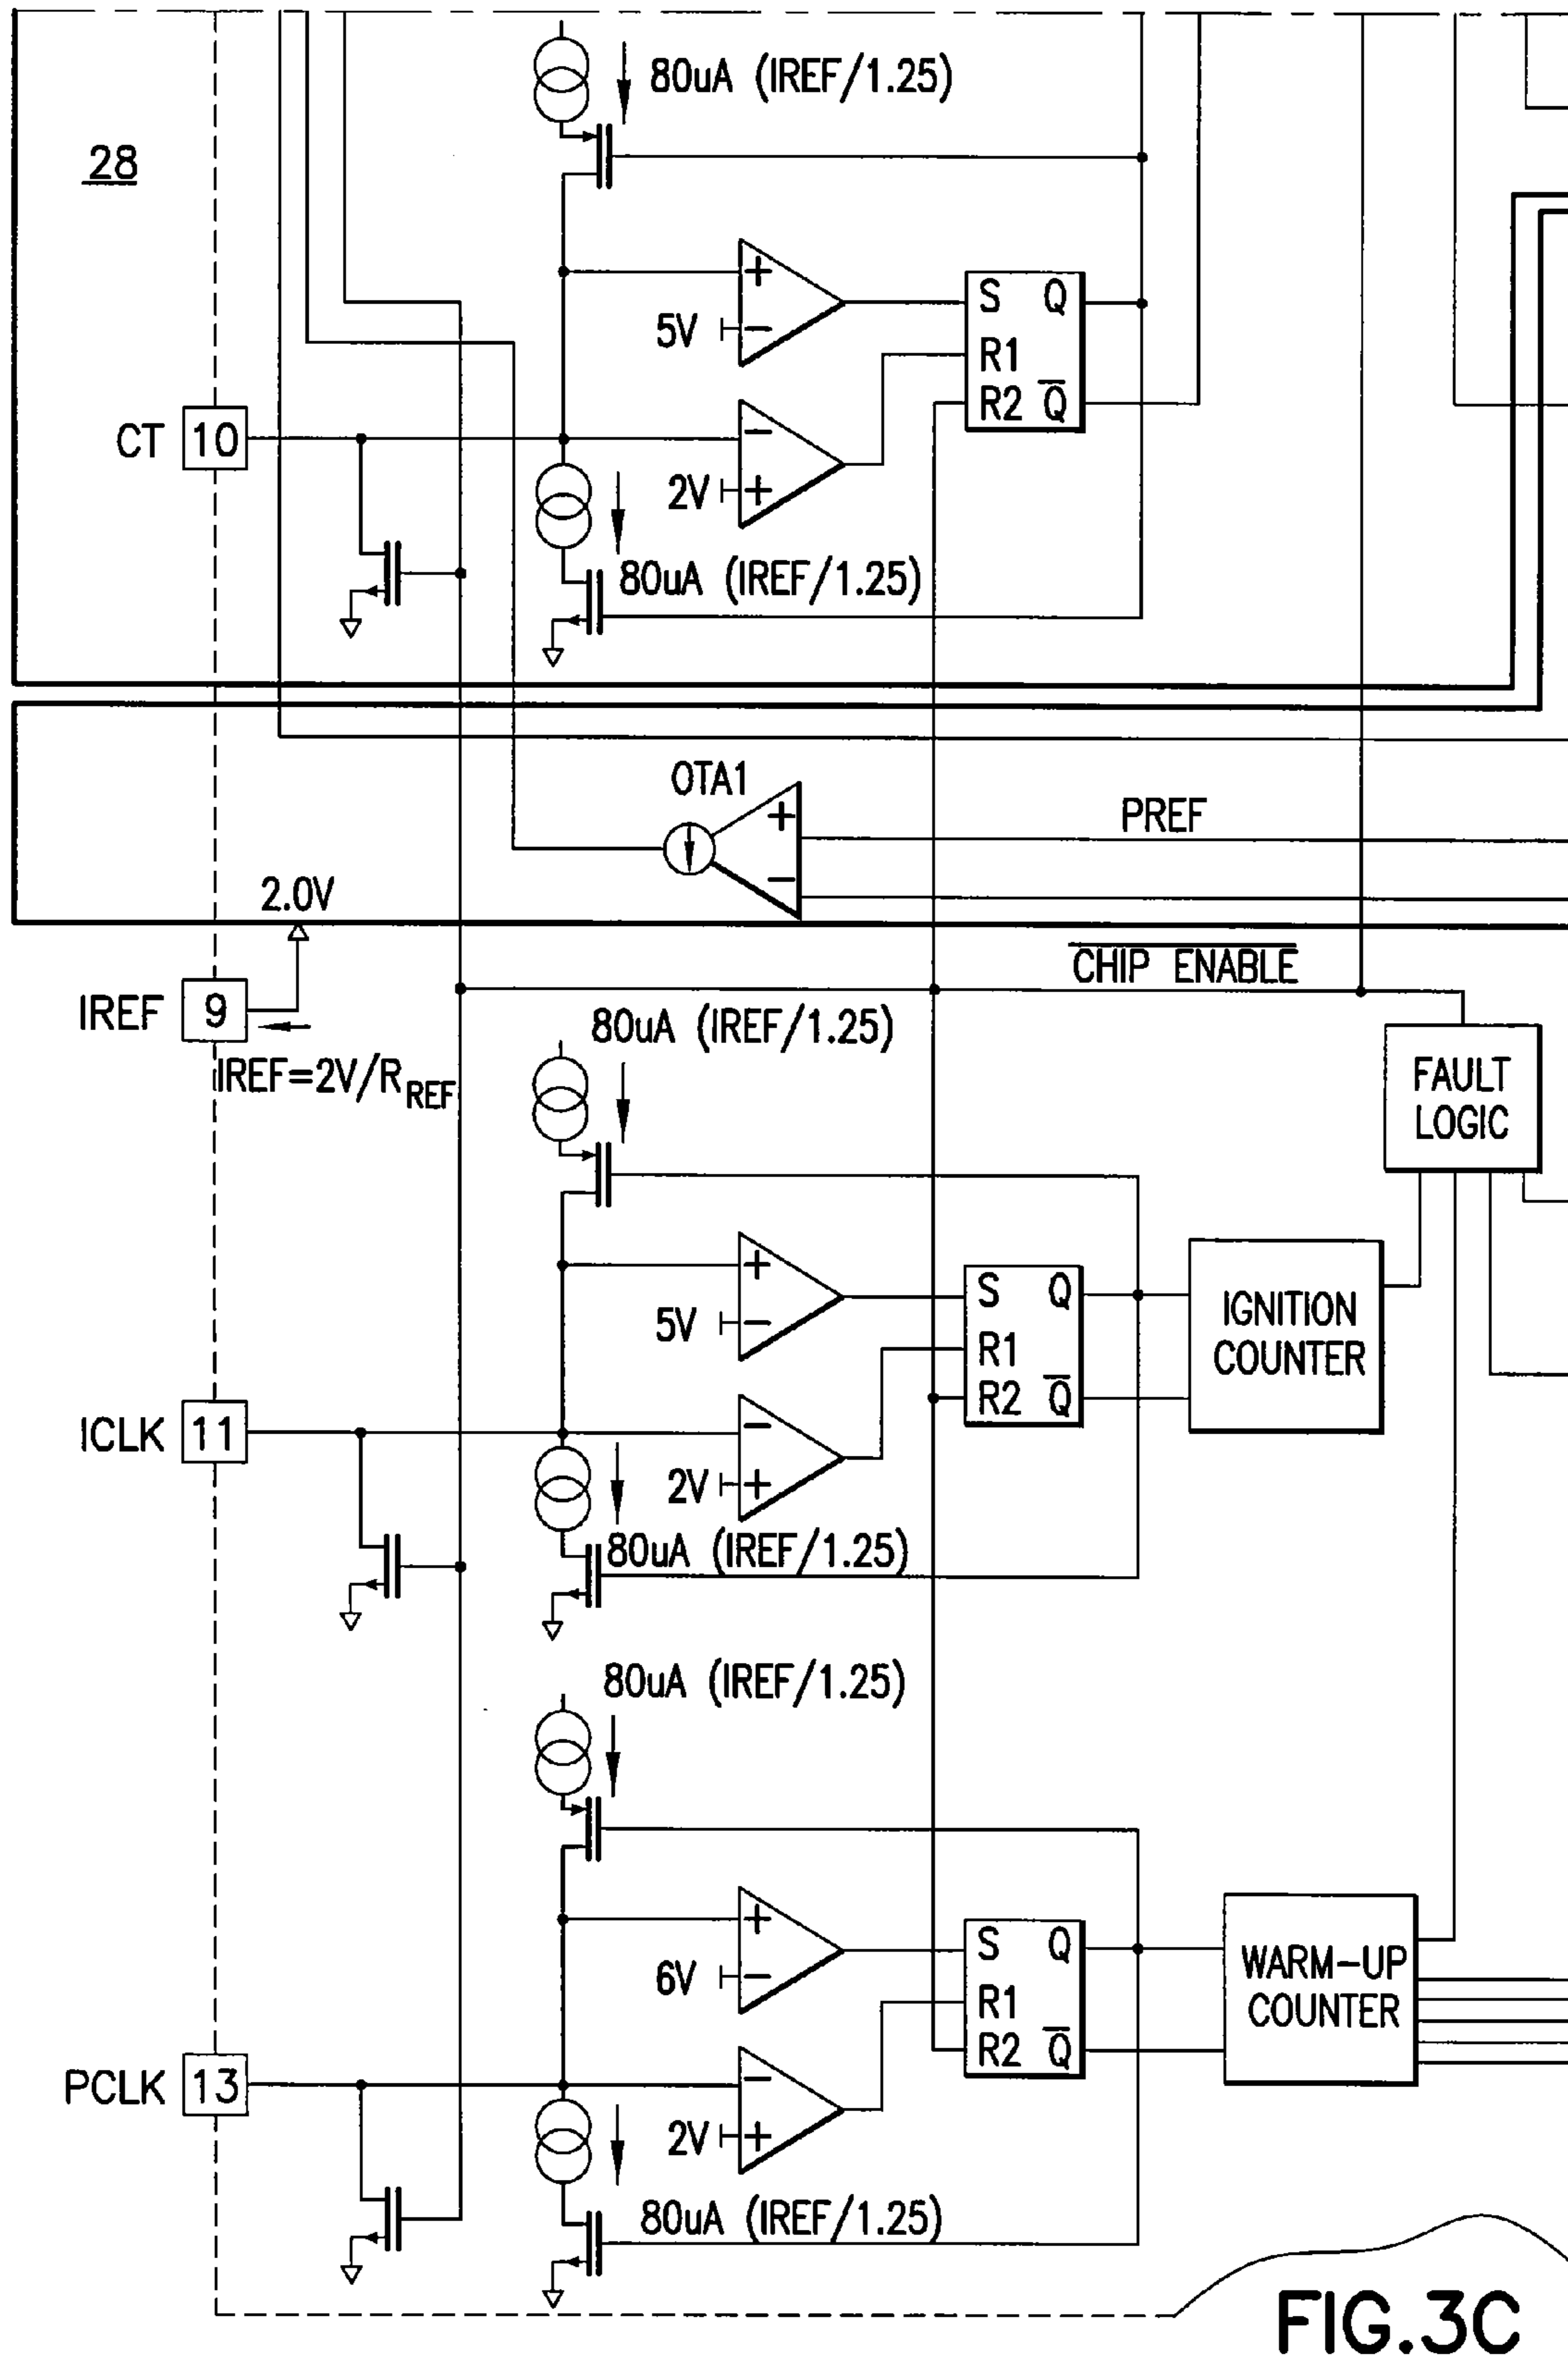 80uA (IREF/1.25)
28
+
S Q
5V −
R1
R2 Q̅
CT 10
−
2V +
80uA (IREF/1.25)
OTA1
+
PREF
−
2.0V
C̅H̅I̅P̅ ̅E̅N̅A̅B̅L̅E̅
IREF 9
80uA (IREF/1.25)
IREF=2V/RREF
FAULT
LOGIC
+
S Q
5V −
IGNITION
COUNTER
R1
R2 Q̅
ICLK 11
−
2V +
80uA (IREF/1.25)
80uA (IREF/1.25)
+
S Q
6V −
WARM-UP
COUNTER
R1
R2 Q̅
PCLK 13
−
2V +
80uA (IREF/1.25)
FIG.3C